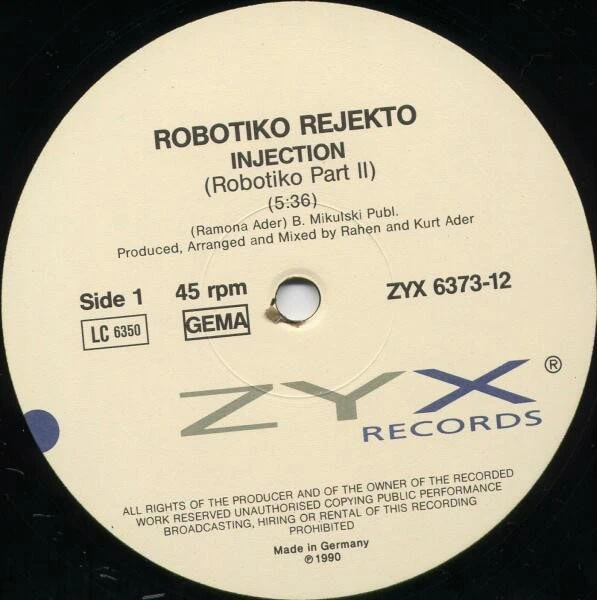 ROBOTIKO REJEKTO
INJECTION
(Robotiko Part II)
(5:36)
(Ramona Ader) B. Mikulski Publ.
Produced, Arranged and Mixed by Rahen and Kurt Ader
Side 1 45 rpm ZYX 6373-12
LC 6350 GEMA
ZYX ®
RECORDS
ALL RIGHTS OF THE PRODUCER AND OF THE OWNER OF THE RECORDED
WORK RESERVED UNAUTHORISED COPYING PUBLIC PERFORMANCE
BROADCASTING, HIRING OR RENTAL OF THIS RECORDING
PROHIBITED
Made in Germany
℗ 1990